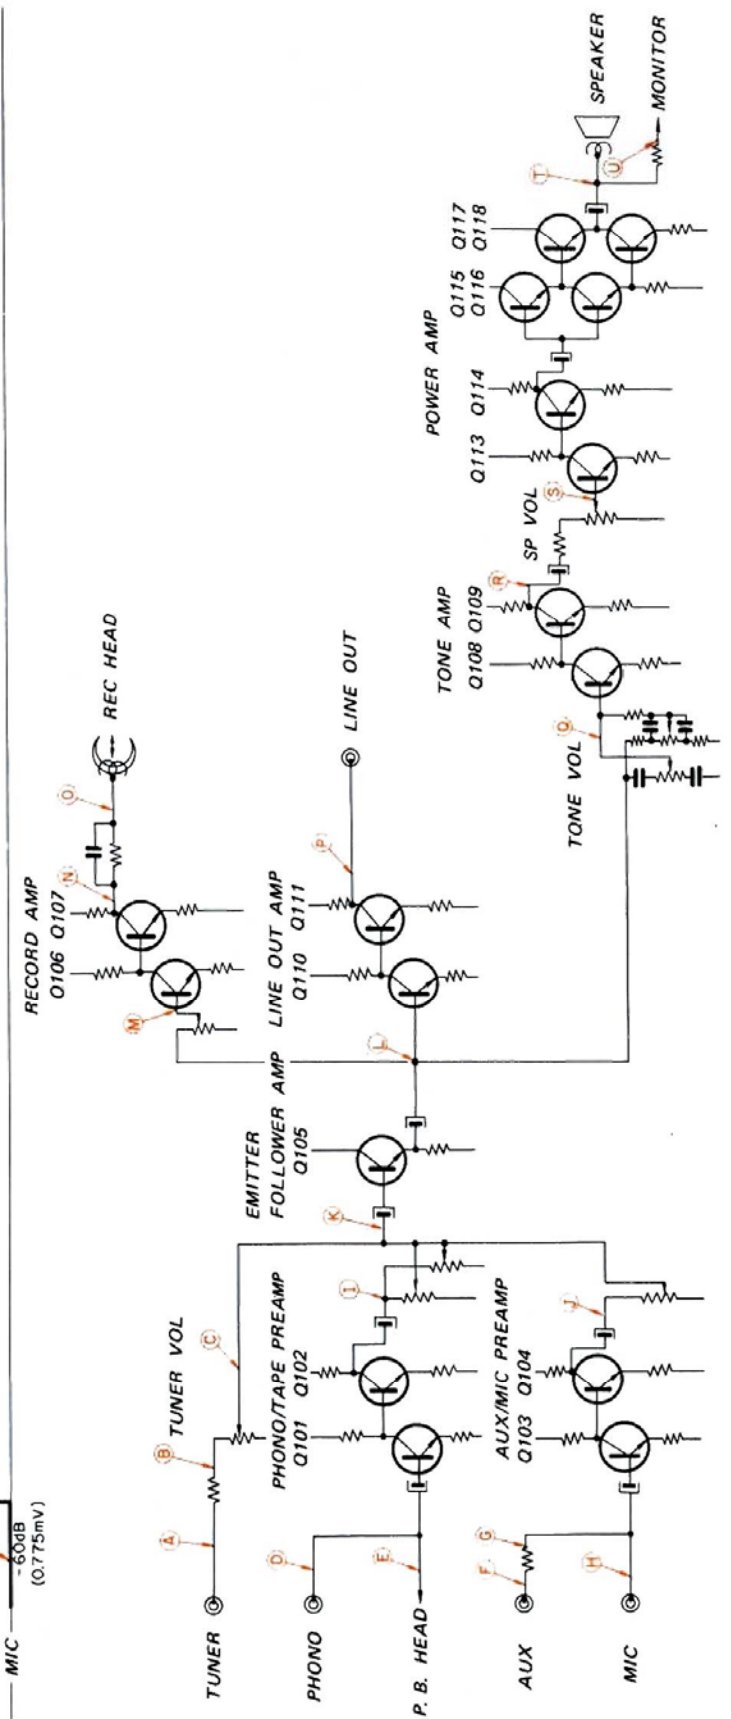 MIC
-60dB
(0.775mV)
TUNER
A
B
TUNER VOL
C
PHONO
D
P. B. HEAD
E
PHONO/TAPE PREAMP
Q101 Q102
I
AUX
F
G
MIC
H
AUX/MIC PREAMP
Q103 Q104
J
K
EMITTER
FOLLOWER AMP
Q105
L
RECORD AMP
Q106 Q107
M
N
O
REC HEAD
LINE OUT AMP
Q110 Q111
P
LINE OUT
TONE VOL
Q
TONE AMP
Q108 Q109
R
SP VOL
S
POWER AMP
Q113 Q114
Q115
Q116
Q117
Q118
T
U
SPEAKER
MONITOR